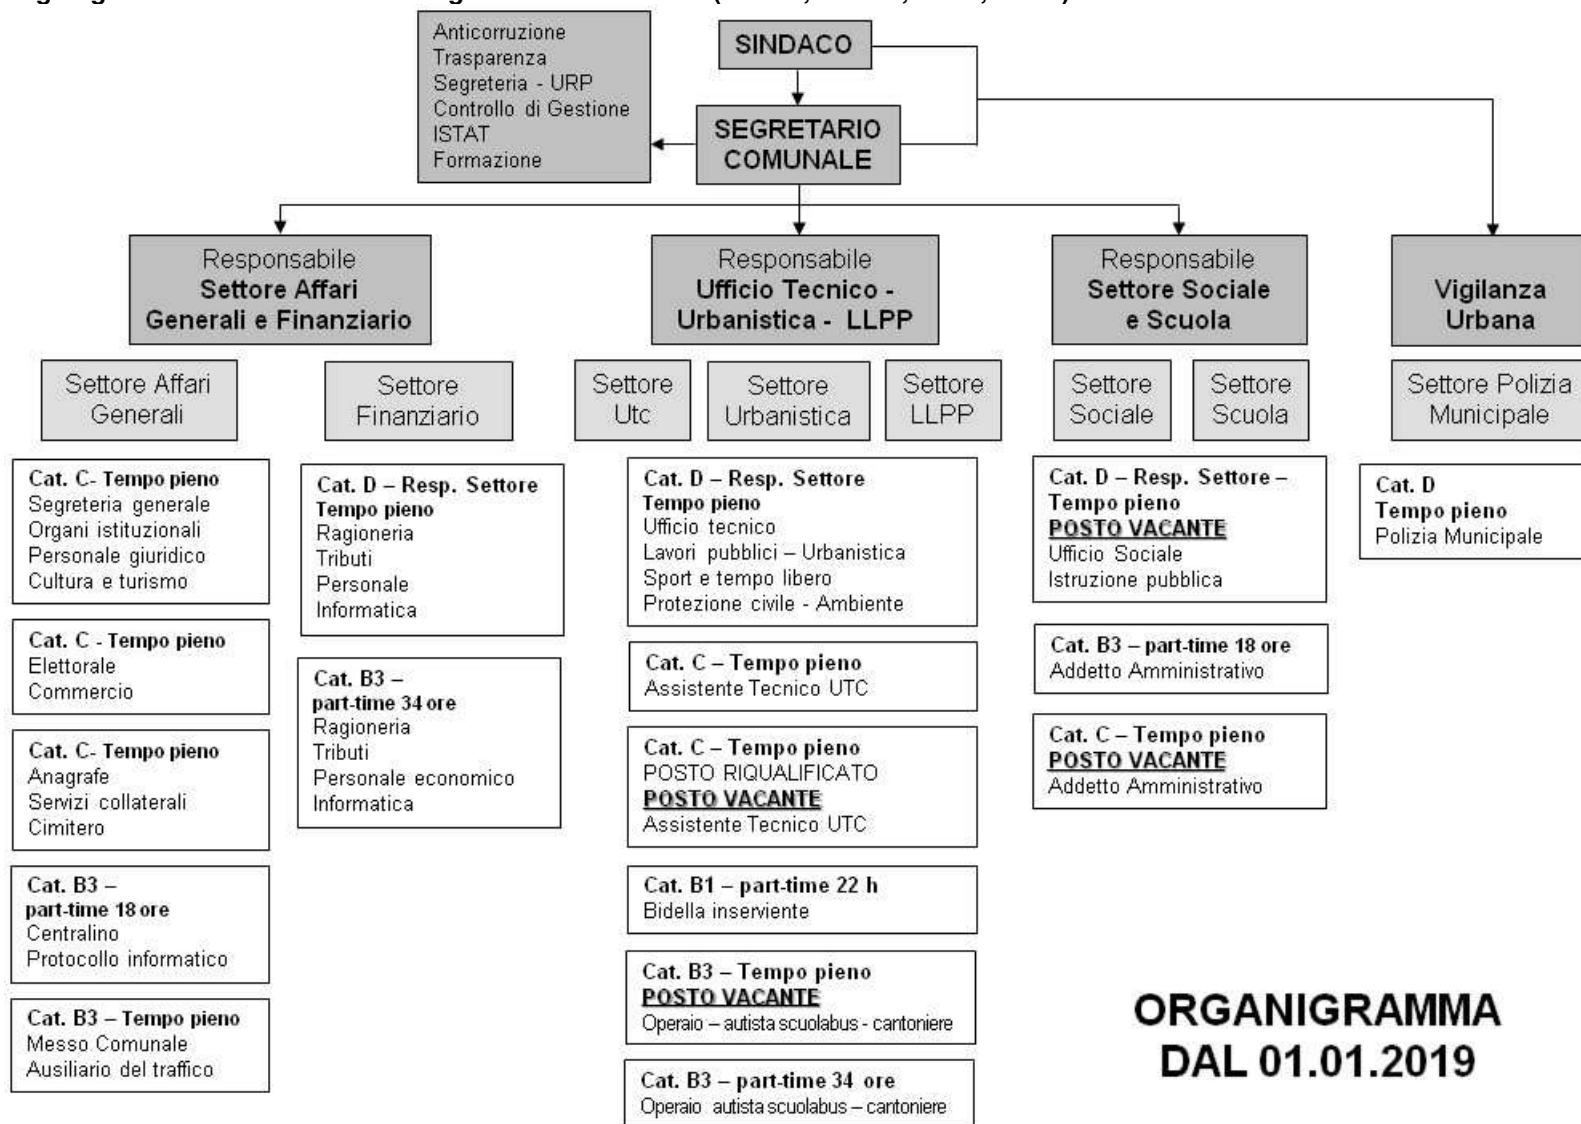 Anticorruzione
Trasparenza
Segreteria - URP
Controllo di Gestione
ISTAT
Formazione
SINDACO
SEGRETARIO
COMUNALE
Responsabile
Settore Affari
Generali e Finanziario
Responsabile
Ufficio Tecnico -
Urbanistica - LLPP
Responsabile
Settore Sociale
e Scuola
Vigilanza
Urbana
Settore Affari
Generali
Settore
Finanziario
Settore
Utc
Settore
Urbanistica
Settore
LLPP
Settore
Sociale
Settore
Scuola
Settore Polizia
Municipale
Cat. C- Tempo pieno
Segreteria generale
Organi istituzionali
Personale giuridico
Cultura e turismo
Cat. C - Tempo pieno
Elettorale
Commercio
Cat. C- Tempo pieno
Anagrafe
Servizi collaterali
Cimitero
Cat. B3 –
part-time 18 ore
Centralino
Protocollo informatico
Cat. B3 – Tempo pieno
Messo Comunale
Ausiliario del traffico
Cat. D – Resp. Settore
Tempo pieno
Ragioneria
Tributi
Personale
Informatica
Cat. B3 –
part-time 34 ore
Ragioneria
Tributi
Personale economico
Informatica
Cat. D – Resp. Settore
Tempo pieno
Ufficio tecnico
Lavori pubblici – Urbanistica
Sport e tempo libero
Protezione civile - Ambiente
Cat. C – Tempo pieno
Assistente Tecnico UTC
Cat. C – Tempo pieno
POSTO RIQUALIFICATO
POSTO VACANTE
Assistente Tecnico UTC
Cat. B1 – part-time 22 h
Bidella inserviente
Cat. B3 – Tempo pieno
POSTO VACANTE
Operaio – autista scuolabus - cantoniere
Cat. B3 – part-time 34 ore
Operaio autista scuolabus – cantoniere
Cat. D – Resp. Settore –
Tempo pieno
POSTO VACANTE
Ufficio Sociale
Istruzione pubblica
Cat. B3 – part-time 18 ore
Addetto Amministrativo
Cat. C – Tempo pieno
POSTO VACANTE
Addetto Amministrativo
Cat. D
Tempo pieno
Polizia Municipale
ORGANIGRAMMA
DAL 01.01.2019